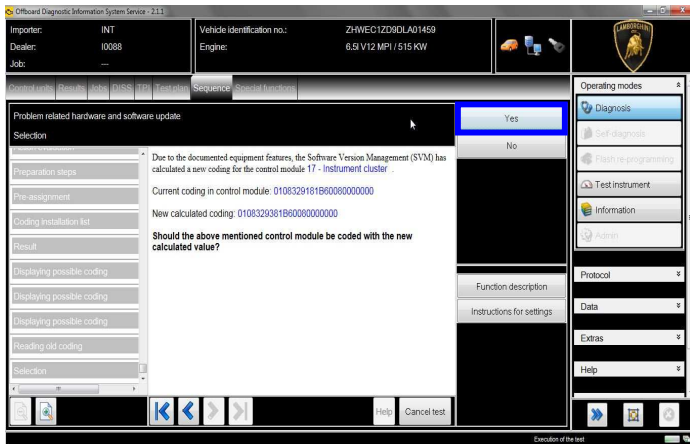 Offboard Diagnostic Information System Service - 2.1.1
Importer: INT
Dealer: I0088
Job: ---
Vehicle identification no.: ZHWEC1ZD9DLA01459
Engine: 6.5l V12 MPI / 515 KW
LAMBORGHINI
Control units Results Jobs DISS TPI Test plan Sequence Special functions
Operating modes
Problem related hardware and software update
Selection
Yes
No
Diagnosis
Self-diagnosis
Flash re-programming
Test instrument
Information
Admin
Preparation steps
Pre-assignment
Coding installation list
Result
Displaying possible coding
Displaying possible coding
Displaying possible coding
Reading old coding
Selection
Due to the documented equipment features, the Software Version Management (SVM) has
calculated a new coding for the control module 17 - Instrument cluster .
Current coding in control module: 0108329181B60080000000
New calculated coding: 0108329381B60080000000
Should the above mentioned control module be coded with the new
calculated value?
Function description
Instructions for settings
Protocol
Data
Extras
Help
Help
Cancel test
Execution of the test